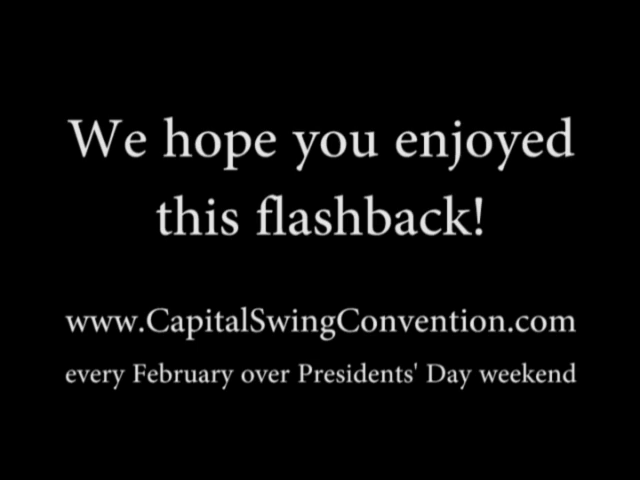 We hope you enjoyed
this flashback!
www.CapitalSwingConvention.com
every February over Presidents' Day weekend